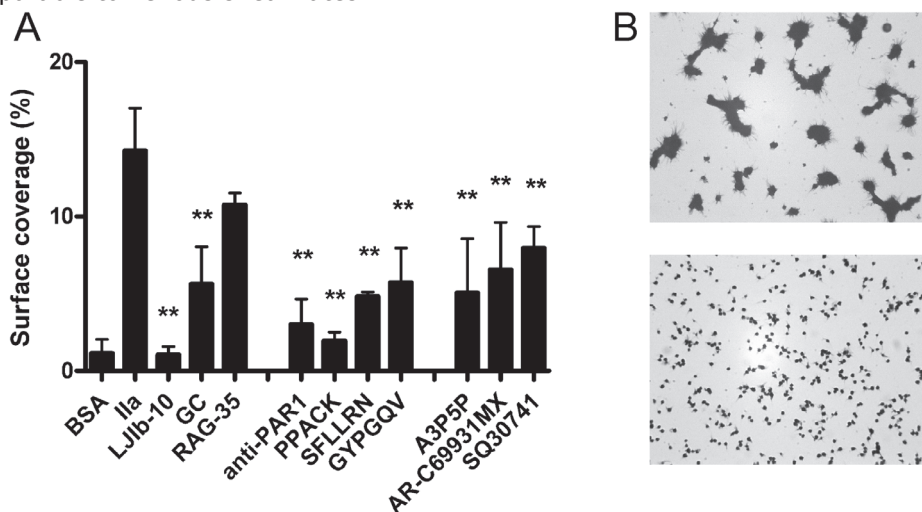 A
B
Surface coverage (%)
20
10
0
**
**
**
**
**
**
**
**
**
BSA
IIa
LJIb-10
GC
RAG-35
anti-PAR1
PPACK
SFLLRN
GYPGQV
A3P5P
AR-C69931MX
SQ30741